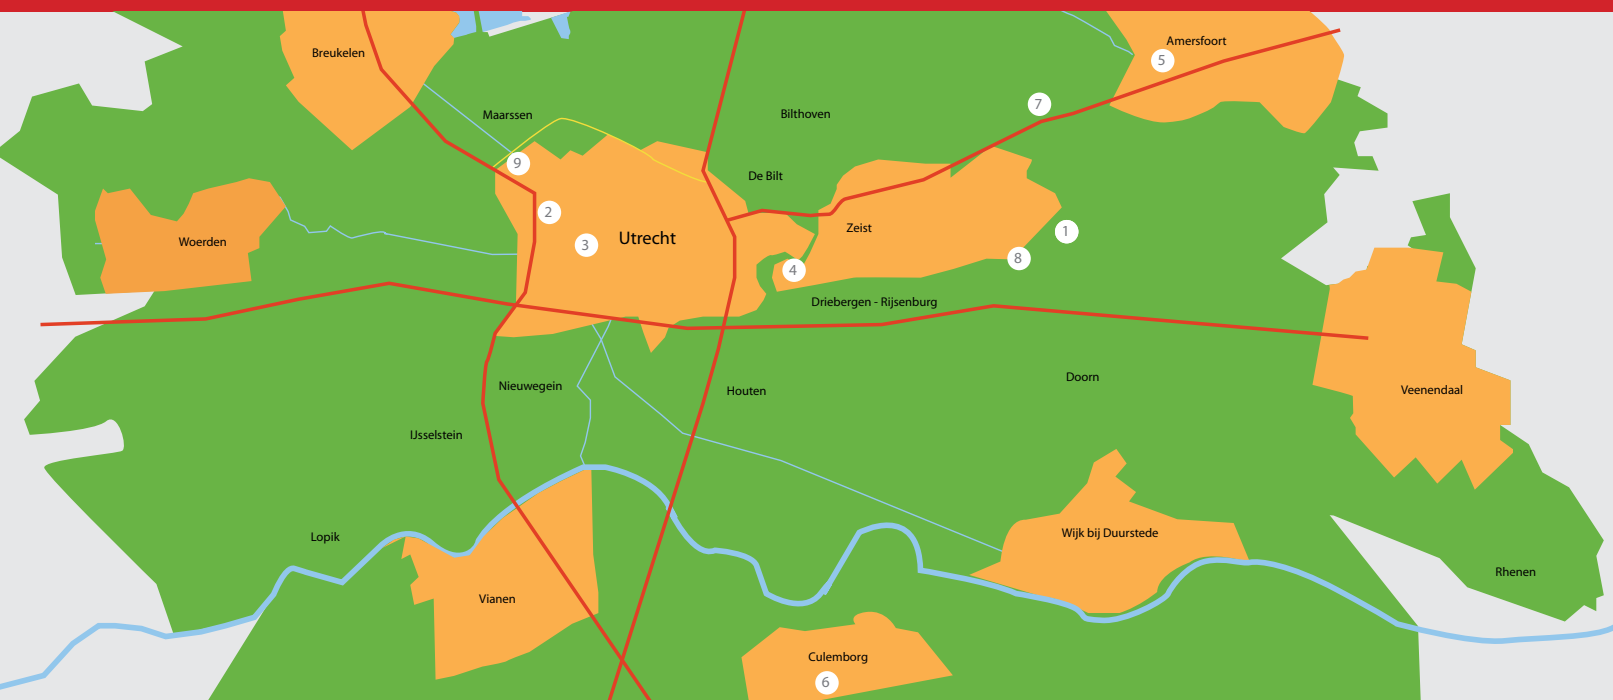 Breukelen
Amersfoort
5
7
Maarssen
Bilthoven
9
De Bilt
2
Zeist
1
Woerden
3
Utrecht
8
4
Driebergen - Rijsenburg
Nieuwegein
Houten
Doorn
Veenendaal
IJsselstein
Lopik
Wijk bij Duurstede
Rhenen
Vianen
Culemborg
6